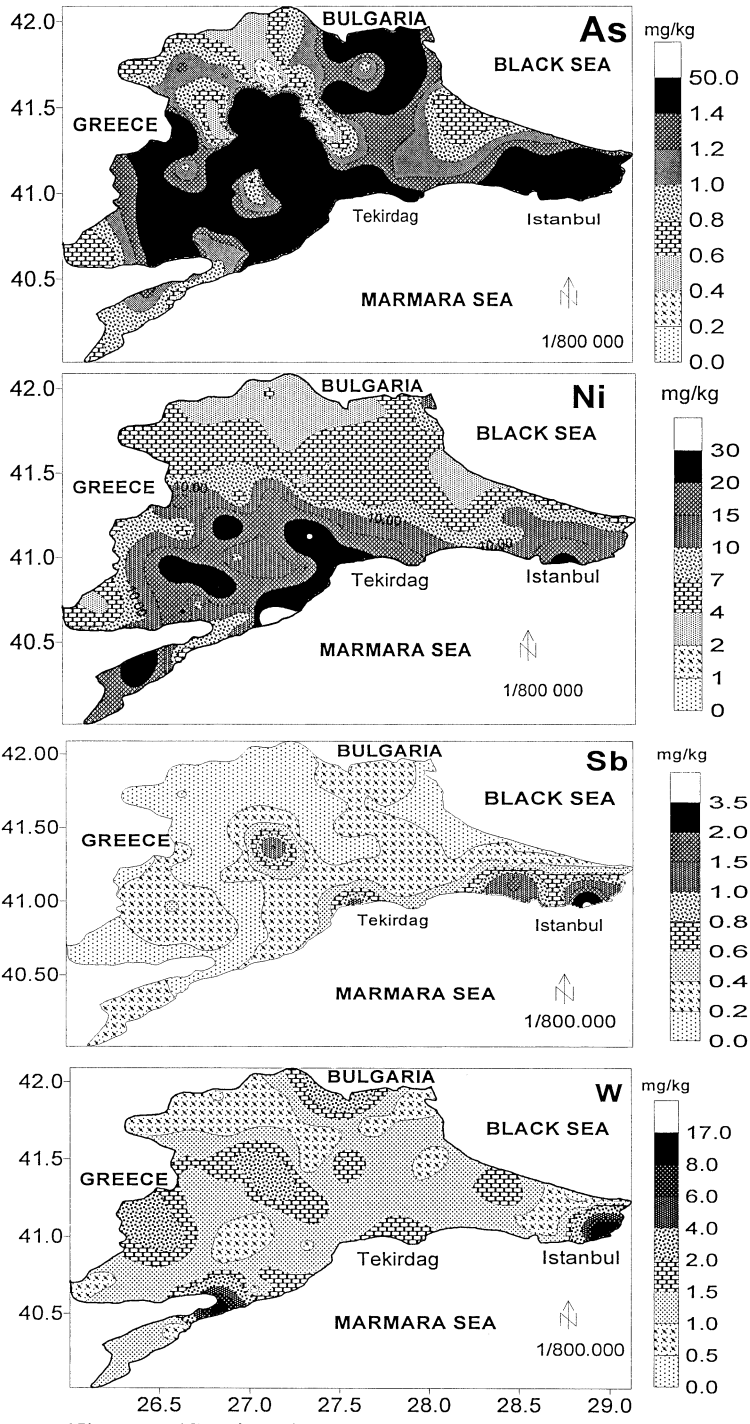 42.0
BULGARIA
As
mg/kg
BLACK SEA
50.0
41.5
GREECE
1.4
1.2
41.0
1.0
0.8
Tekirdag
Istanbul
0.6
40.5
0.4
MARMARA SEA
N
0.2
1/800 000
0.0
42.0
BULGARIA
Ni
mg/kg
BLACK SEA
30
41.5
GREECE
10.00
20
15
10.00
10.00
10
41.0
Tekirdag
Istanbul
7
4
40.5
MARMARA SEA
N
2
1/800 000
1
0
42.00
BULGARIA
Sb
mg/kg
BLACK SEA
3.5
41.50
GREECE
2.0
1.5
1.0
41.00
Tekirdag
Istanbul
0.8
0.6
40.50
MARMARA SEA
N
0.4
1/800.000
0.2
0.0
42.0
BULGARIA
W
mg/kg
BLACK SEA
17.0
41.5
GREECE
8.0
6.0
41.0
4.0
Tekirdag
Istanbul
2.0
40.5
MARMARA SEA
N
1.5
1.0
1/800.000
0.5
0.0
26.5 27.0 27.5 28.0 28.5 29.0